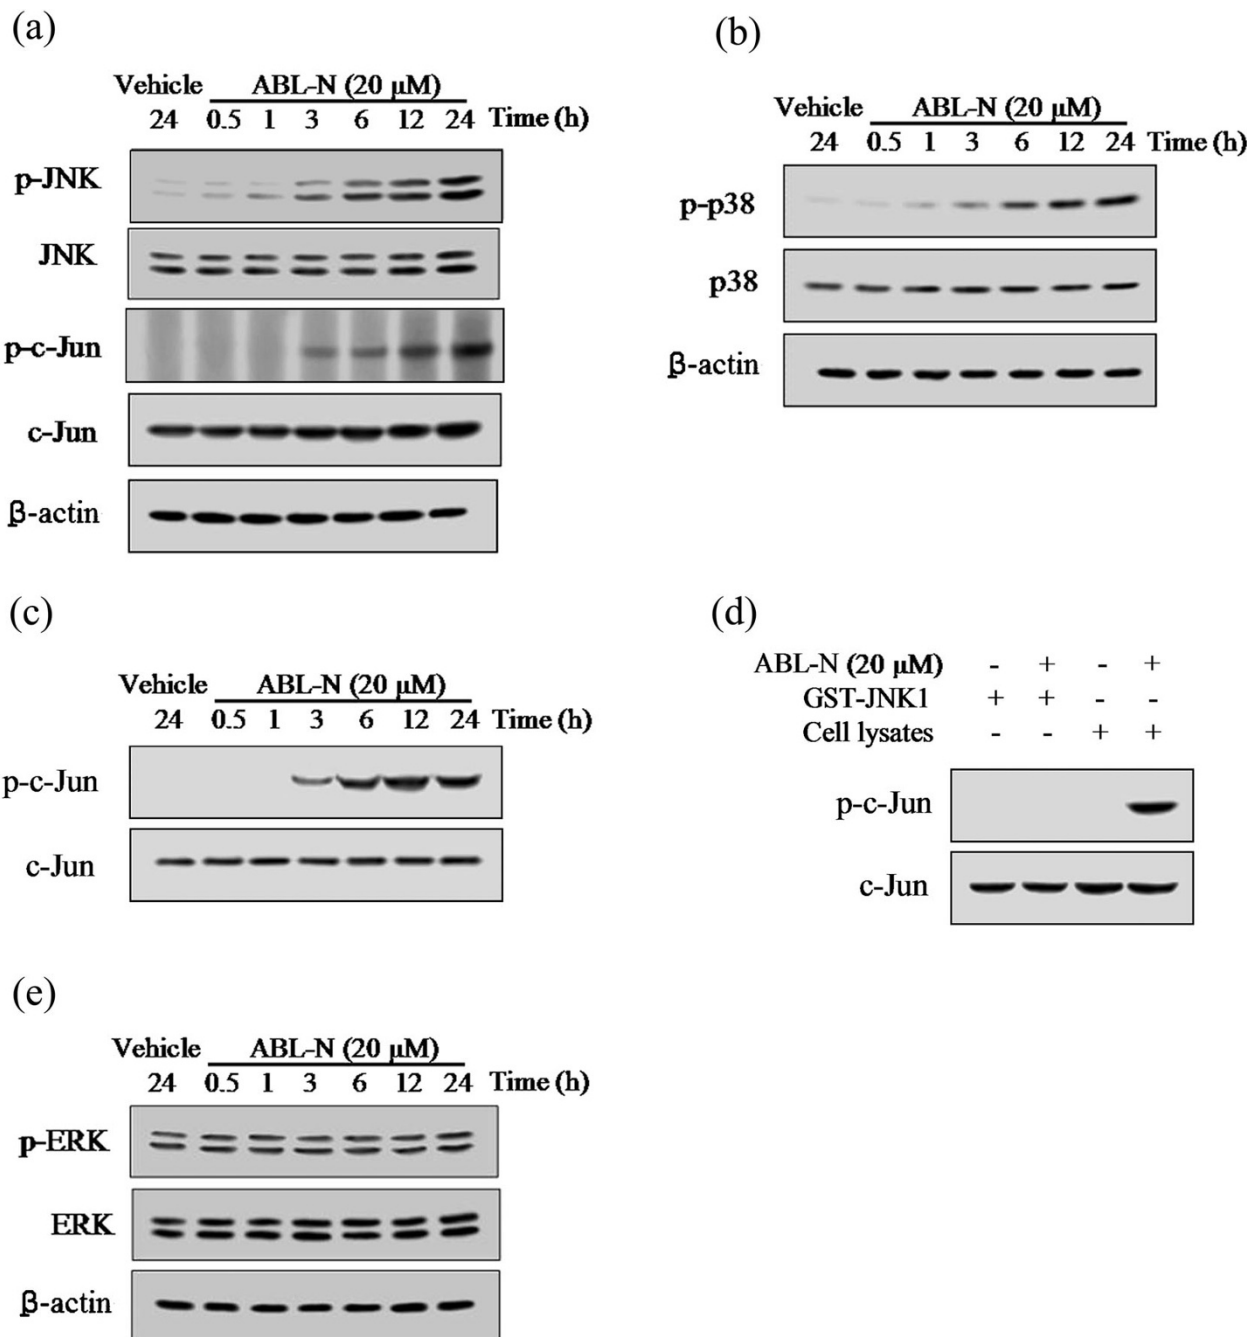 (a)
Vehicle ABL-N (20 μM)
24 0.5 1 3 6 12 24 Time (h)
p-JNK
JNK
p-c-Jun
c-Jun
β-actin
(b)
Vehicle ABL-N (20 μM)
24 0.5 1 3 6 12 24 Time (h)
p-p38
p38
β-actin
(c)
Vehicle ABL-N (20 μM)
24 0.5 1 3 6 12 24 Time (h)
p-c-Jun
c-Jun
(d)
ABL-N (20 μM) - + - +
GST-JNK1 + + - -
Cell lysates - - + +
p-c-Jun
c-Jun
(e)
Vehicle ABL-N (20 μM)
24 0.5 1 3 6 12 24 Time (h)
p-ERK
ERK
β-actin